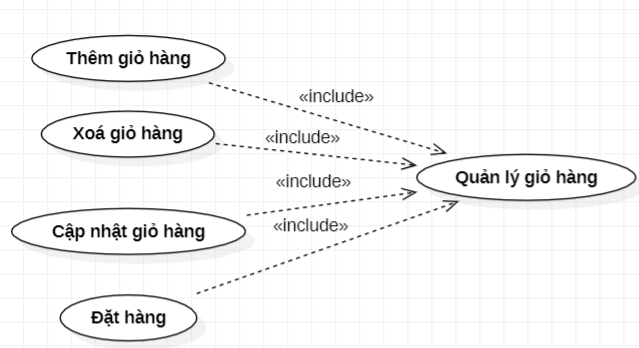 Thêm giỏ hàng
«include»
Xoá giỏ hàng
«include»
Quản lý giỏ hàng
«include»
Cập nhật giỏ hàng
«include»
Đặt hàng